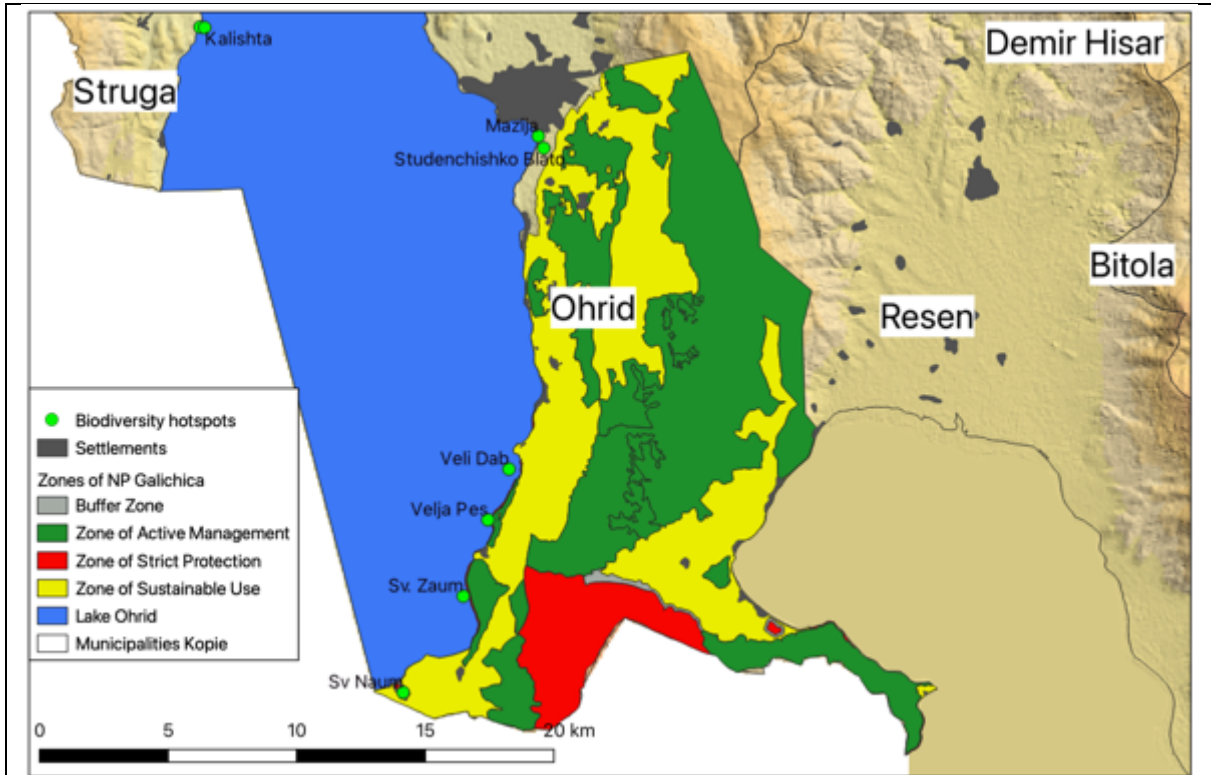 Kalishta
Demir Hisar
Struga
Mazija
Studenchishko Blato
Bitola
Ohrid
Resen
Biodiversity hotspots
Settlements
Zones of NP Galichica
Buffer Zone
Zone of Active Management
Zone of Strict Protection
Zone of Sustainable Use
Lake Ohrid
Municipalities Kopie
Veli Dab
Velja Pes
Sv. Zaum
Sv Naum
0 5 10 15 20 km